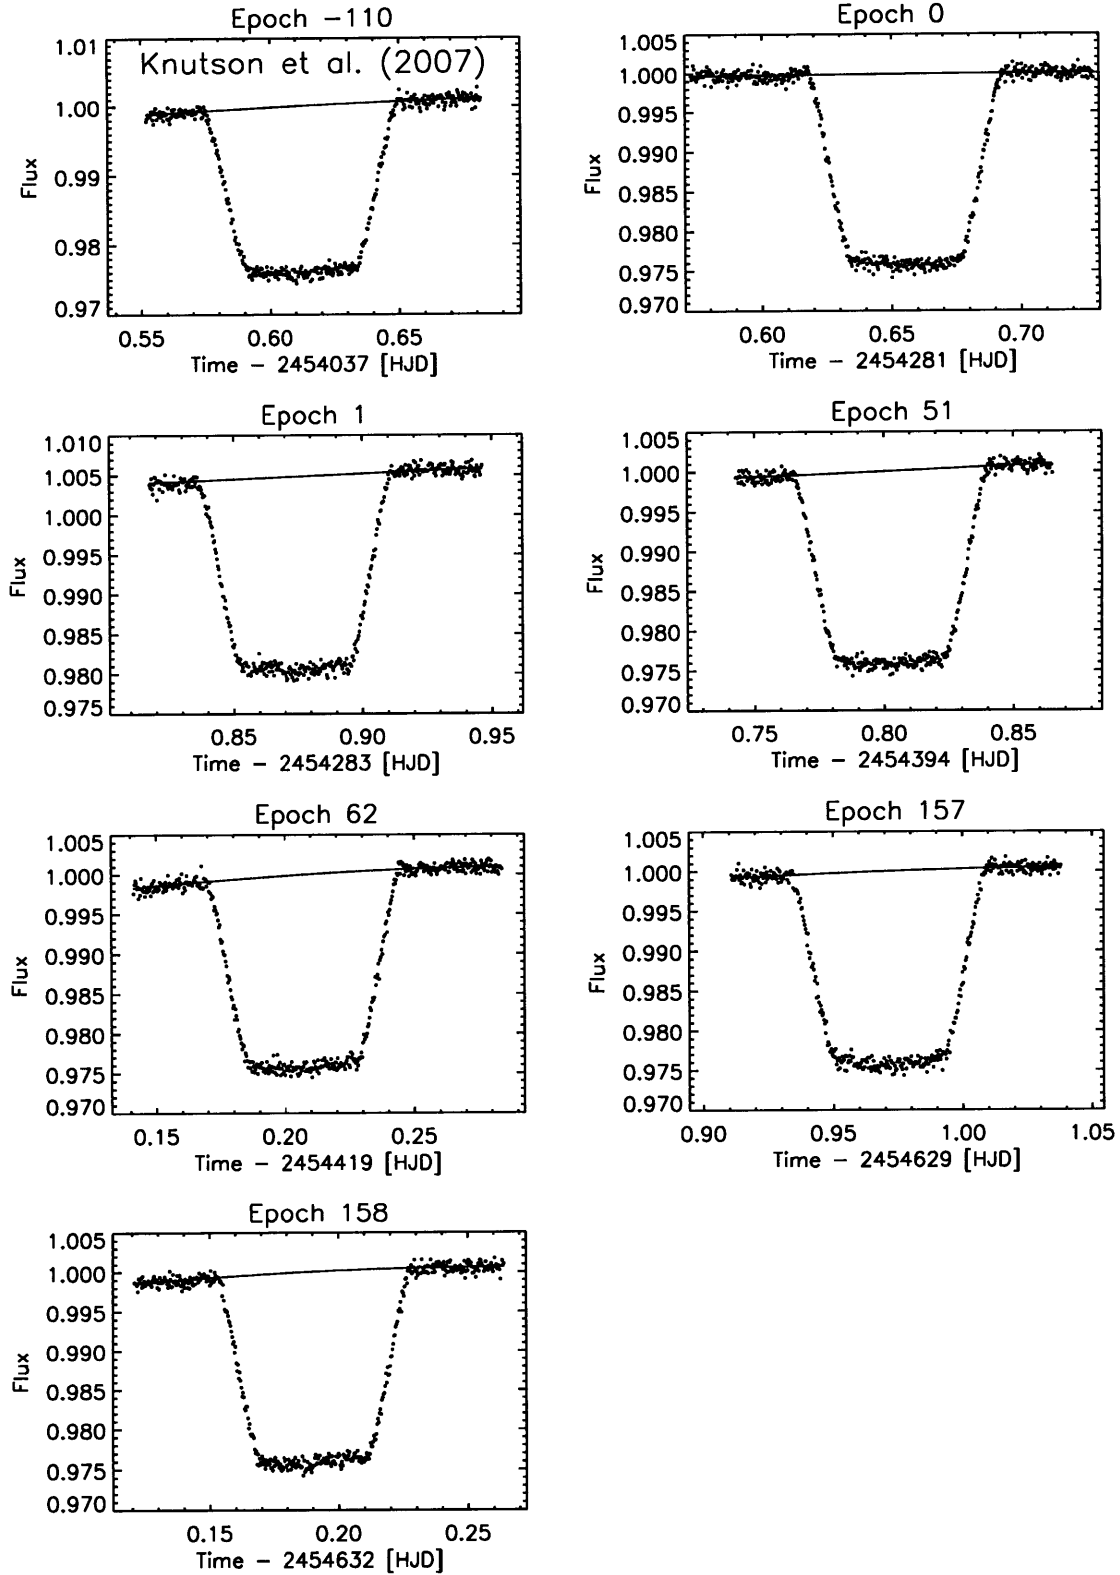 Epoch −110
Knutson et al. (2007)
1.01
1.00
0.99
0.98
0.97
Flux
0.55 0.60 0.65
Time − 2454037 [HJD]
Epoch 0
1.005
1.000
0.995
0.990
0.985
0.980
0.975
0.970
Flux
0.60 0.65 0.70
Time − 2454281 [HJD]
Epoch 1
1.010
1.005
1.000
0.995
0.990
0.985
0.980
0.975
Flux
0.85 0.90 0.95
Time − 2454283 [HJD]
Epoch 51
1.005
1.000
0.995
0.990
0.985
0.980
0.975
0.970
Flux
0.75 0.80 0.85
Time − 2454394 [HJD]
Epoch 62
1.005
1.000
0.995
0.990
0.985
0.980
0.975
0.970
Flux
0.15 0.20 0.25
Time − 2454419 [HJD]
Epoch 157
1.005
1.000
0.995
0.990
0.985
0.980
0.975
0.970
Flux
0.90 0.95 1.00 1.05
Time − 2454629 [HJD]
Epoch 158
1.005
1.000
0.995
0.990
0.985
0.980
0.975
0.970
Flux
0.15 0.20 0.25
Time − 2454632 [HJD]